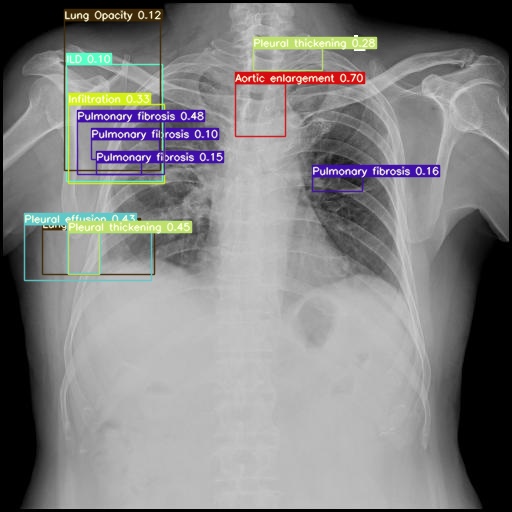 Lung Opacity 0.12
Pleural thickening 0.28
ILD 0.10
Aortic enlargement 0.70
Infiltration 0.33
Pulmonary fibrosis 0.48
Pulmonary fibrosis 0.10
Pulmonary fibrosis 0.15
Pulmonary fibrosis 0.16
Pleural effusion 0.43
Lung
Pleural thickening 0.45